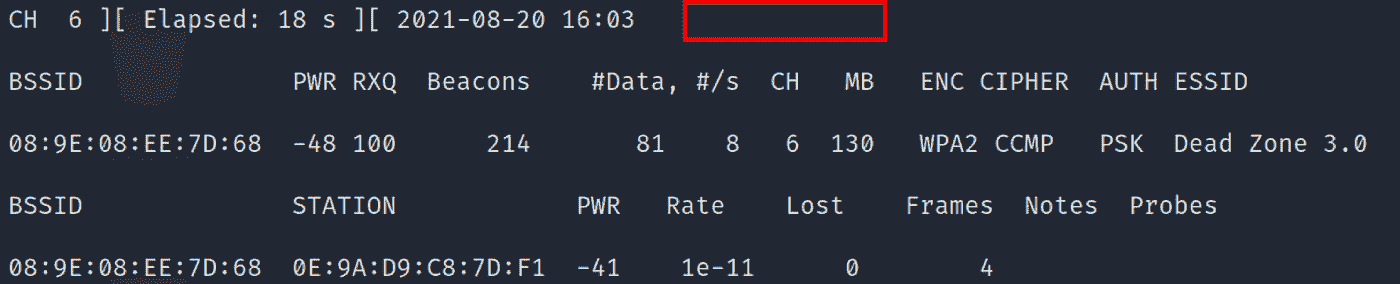 CH 6 ][ Elapsed: 18 s ][ 2021-08-20 16:03
BSSID PWR RXQ Beacons #Data, #/s CH MB ENC CIPHER AUTH ESSID
08:9E:08:EE:7D:68 -48 100 214 81 8 6 130 WPA2 CCMP PSK Dead Zone 3.0
BSSID STATION PWR Rate Lost Frames Notes Probes
08:9E:08:EE:7D:68 0E:9A:D9:C8:7D:F1 -41 1e-11 0 4